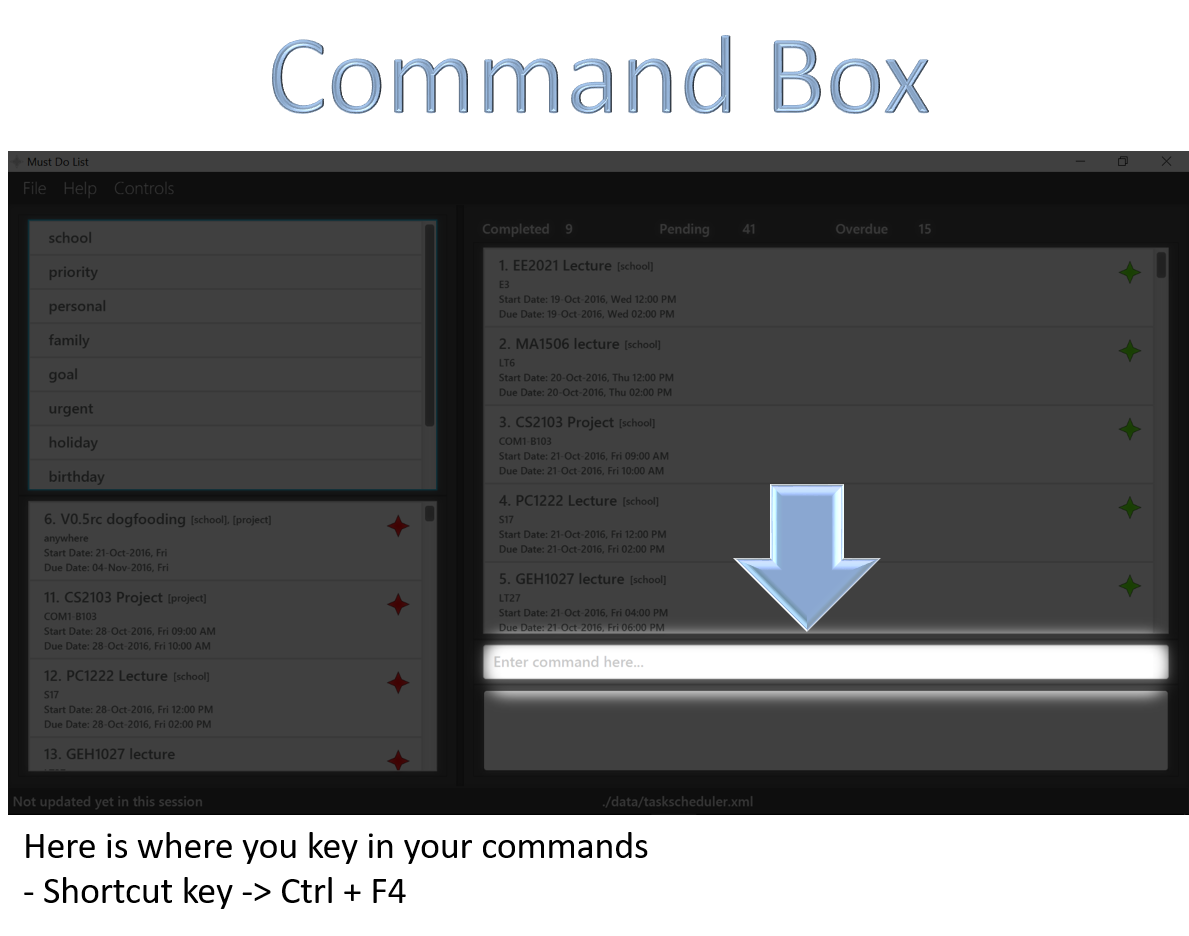 Command Box
Must Do List
File Help Controls
school
priority
personal
family
goal
urgent
holiday
birthday
6. V0.5rc dogfooding [school], [project]
anywhere
Start Date: 21-Oct-2016, Fri
Due Date: 04-Nov-2016, Fri
11. CS2103 Project [project]
COM1-B103
Start Date: 28-Oct-2016, Fri 09:00 AM
Due Date: 28-Oct-2016, Fri 10:00 AM
12. PC1222 Lecture [school]
S17
Start Date: 28-Oct-2016, Fri 12:00 PM
Due Date: 28-Oct-2016, Fri 02:00 PM
13. GEH1027 lecture
Completed 9 Pending 41 Overdue 15
1. EE2021 Lecture [school]
E3
Start Date: 19-Oct-2016, Wed 12:00 PM
Due Date: 19-Oct-2016, Wed 02:00 PM
2. MA1506 lecture [school]
LT6
Start Date: 20-Oct-2016, Thu 12:00 PM
Due Date: 20-Oct-2016, Thu 02:00 PM
3. CS2103 Project [school]
COM1-B103
Start Date: 21-Oct-2016, Fri 09:00 AM
Due Date: 21-Oct-2016, Fri 10:00 AM
4. PC1222 Lecture [school]
S17
Start Date: 21-Oct-2016, Fri 12:00 PM
Due Date: 21-Oct-2016, Fri 02:00 PM
5. GEH1027 lecture [school]
LT27
Start Date: 21-Oct-2016, Fri 04:00 PM
Due Date: 21-Oct-2016, Fri 06:00 PM
Enter command here...
Not updated yet in this session
./data/taskscheduler.xml
Here is where you key in your commands
- Shortcut key -> Ctrl + F4